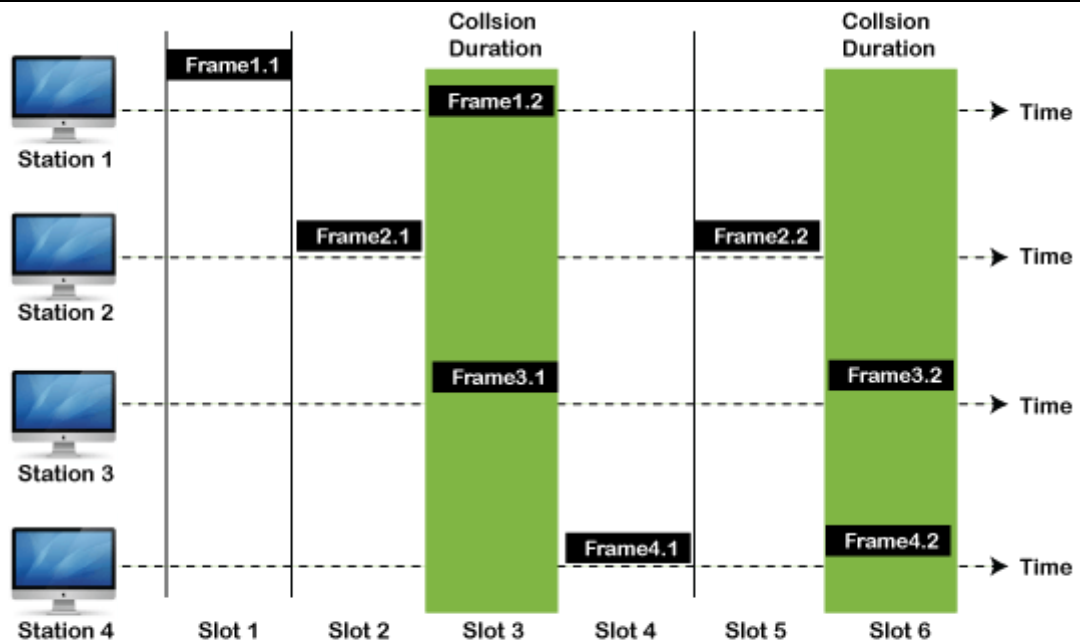 Collsion
Duration
Collsion
Duration
Frame1.1
Frame1.2
Time
Station 1
Frame2.1
Frame2.2
Time
Station 2
Frame3.1
Frame3.2
Time
Station 3
Frame4.1
Frame4.2
Time
Station 4
Slot 1
Slot 2
Slot 3
Slot 4
Slot 5
Slot 6